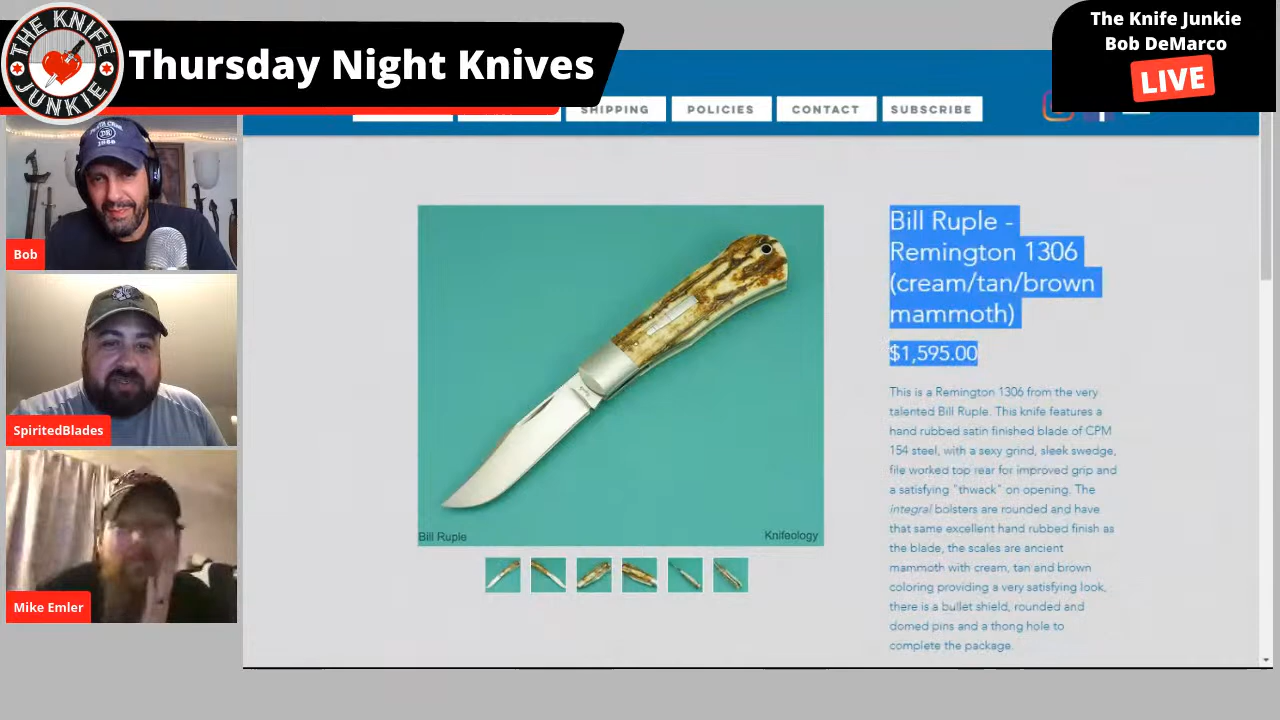 THE KNIFE
JUNKIE
Thursday Night Knives
The Knife Junkie
Bob DeMarco
LIVE
SHIPPING
POLICIES
CONTACT
SUBSCRIBE
Bob
SpiritedBlades
Mike Emler
Bill Ruple
Knifeology
Bill Ruple -
Remington 1306
(cream/tan/brown
mammoth)
$1,595.00
This is a Remington 1306 from the very
talented Bill Ruple. This knife features a
hand rubbed satin finished blade of CPM
154 steel, with a sexy grind, sleek swedge,
file worked top rear for improved grip and
a satisfying "thwack" on opening. The
integral bolsters are rounded and have
that same excellent hand rubbed finish as
the blade, the scales are ancient
mammoth with cream, tan and brown
coloring providing a very satisfying look,
there is a bullet shield, rounded and
domed pins and a thong hole to
complete the package.